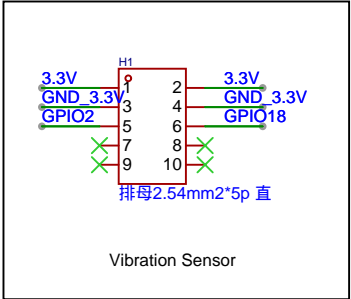 H1
3.3V 1 2 3.3V
GND_3.3V 3 4 GND_3.3V
GPIO2 5 6 GPIO18
7 8
9 10
排母2.54mm2*5p 直
Vibration Sensor